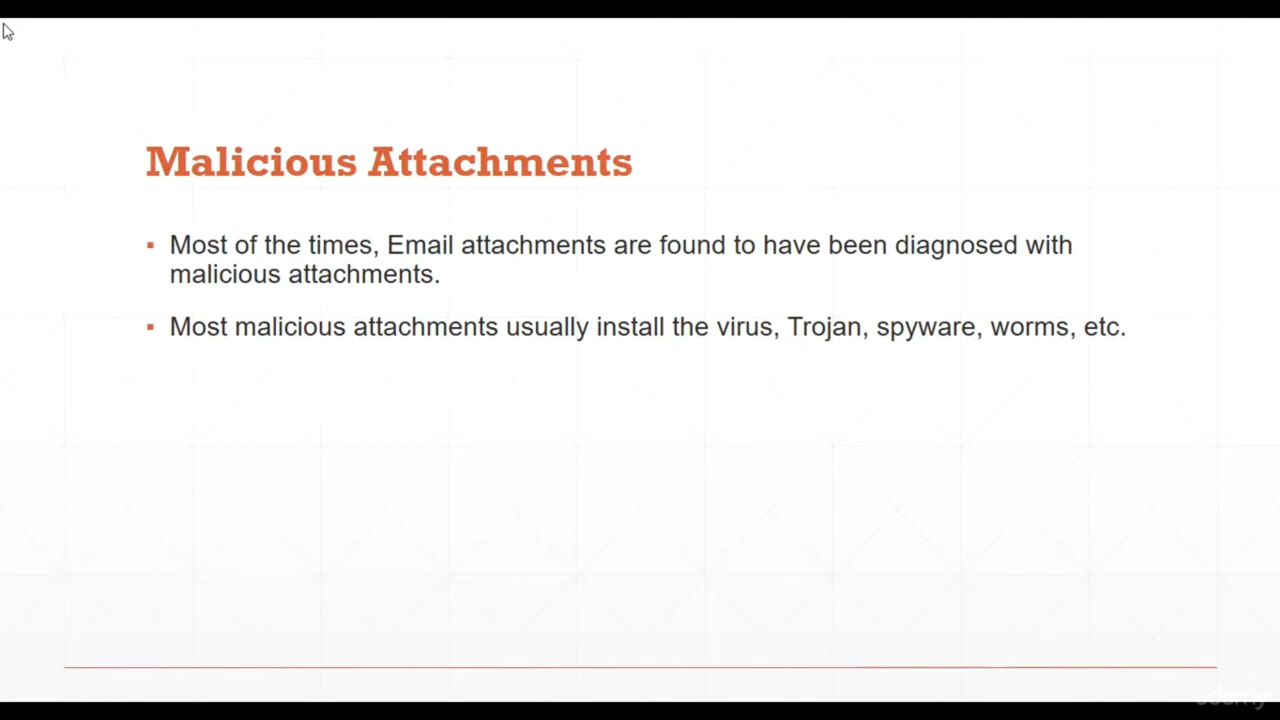 Malicious Attachments
▪ Most of the times, Email attachments are found to have been diagnosed with
malicious attachments.
▪ Most malicious attachments usually install the virus, Trojan, spyware, worms, etc.
udemy